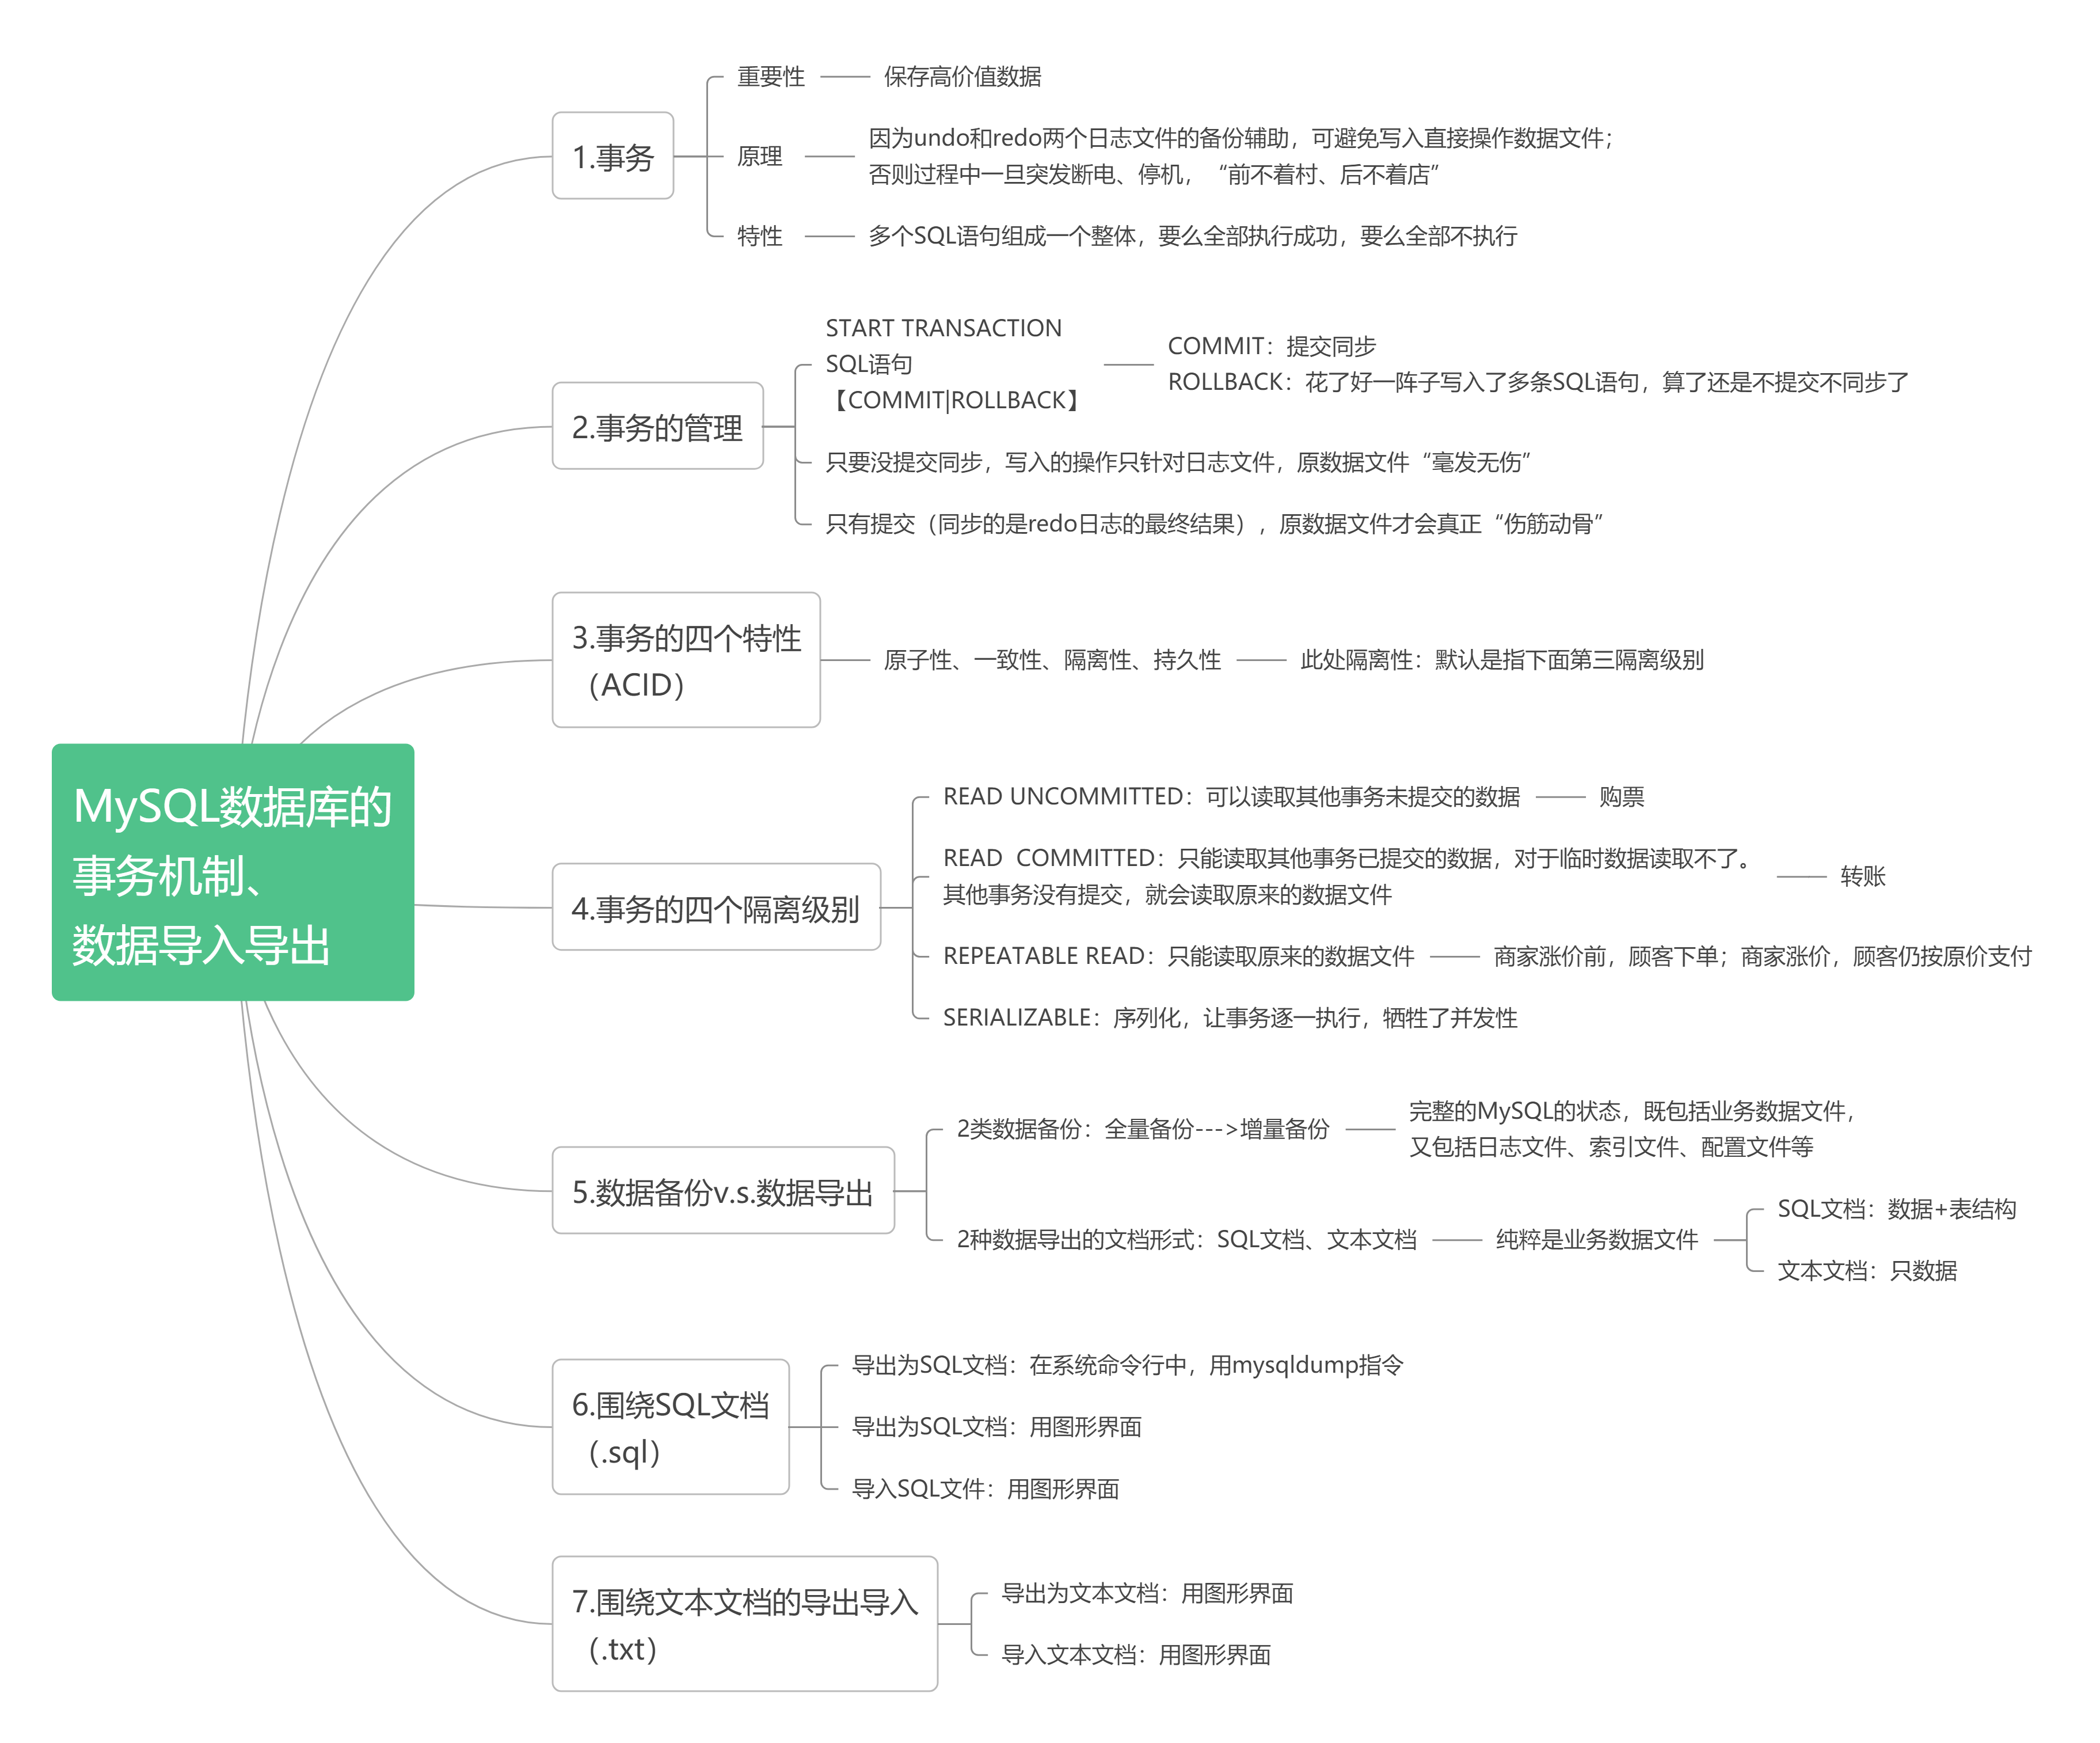 MySQL数据库的
事务机制、
数据导入导出
1.事务
重要性
保存高价值数据
原理
因为undo和redo两个日志文件的备份辅助，可避免写入直接操作数据文件；
否则过程中一旦突发断电、停机，“前不着村、后不着店”
特性
多个SQL语句组成一个整体，要么全部执行成功，要么全部不执行
2.事务的管理
START TRANSACTION
SQL语句
【COMMIT|ROLLBACK】
COMMIT：提交同步
ROLLBACK：花了好一阵子写入了多条SQL语句，算了还是不提交不同步了
只要没提交同步，写入的操作只针对日志文件，原数据文件“毫发无伤”
只有提交（同步的是redo日志的最终结果），原数据文件才会真正“伤筋动骨”
3.事务的四个特性
（ACID）
原子性、一致性、隔离性、持久性
此处隔离性：默认是指下面第三隔离级别
4.事务的四个隔离级别
READ UNCOMMITTED：可以读取其他事务未提交的数据
购票
READ  COMMITTED：只能读取其他事务已提交的数据，对于临时数据读取不了。
其他事务没有提交，就会读取原来的数据文件
转账
REPEATABLE READ：只能读取原来的数据文件
商家涨价前，顾客下单；商家涨价，顾客仍按原价支付
SERIALIZABLE：序列化，让事务逐一执行，牺牲了并发性
5.数据备份v.s.数据导出
2类数据备份：全量备份--->增量备份
完整的MySQL的状态，既包括业务数据文件，
又包括日志文件、索引文件、配置文件等
2种数据导出的文档形式：SQL文档、文本文档
纯粹是业务数据文件
SQL文档：数据+表结构
文本文档：只数据
6.围绕SQL文档
（.sql）
导出为SQL文档：在系统命令行中，用mysqldump指令
导出为SQL文档：用图形界面
导入SQL文件：用图形界面
7.围绕文本文档的导出导入
（.txt）
导出为文本文档：用图形界面
导入文本文档：用图形界面